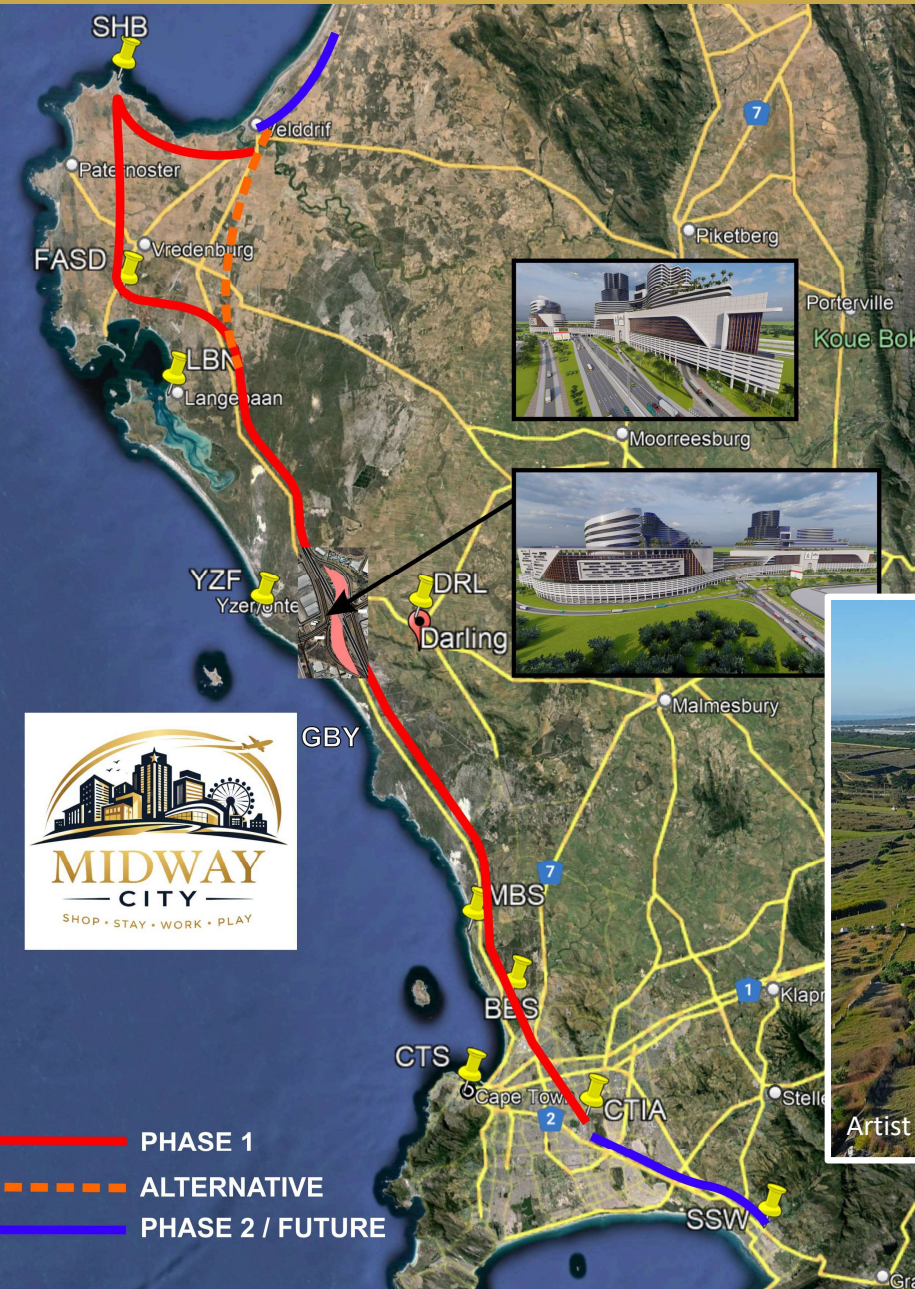 SHB
Velddrif
7
Paternoster
Piketberg
Vredenburg
FASD
Porterville
Koue Bok
LBN
Langebaan
Moorreesburg
YZF
Yzerfonte
DRL
Darling
Malmesbury
GBY
MIDWAY
CITY
SHOP • STAY • WORK • PLAY
7
MBS
BBS
1
Klapm
CTS
Cape Town
CTIA
2
Stelle
Artist
PHASE 1
ALTERNATIVE
PHASE 2 / FUTURE
SSW
Gra